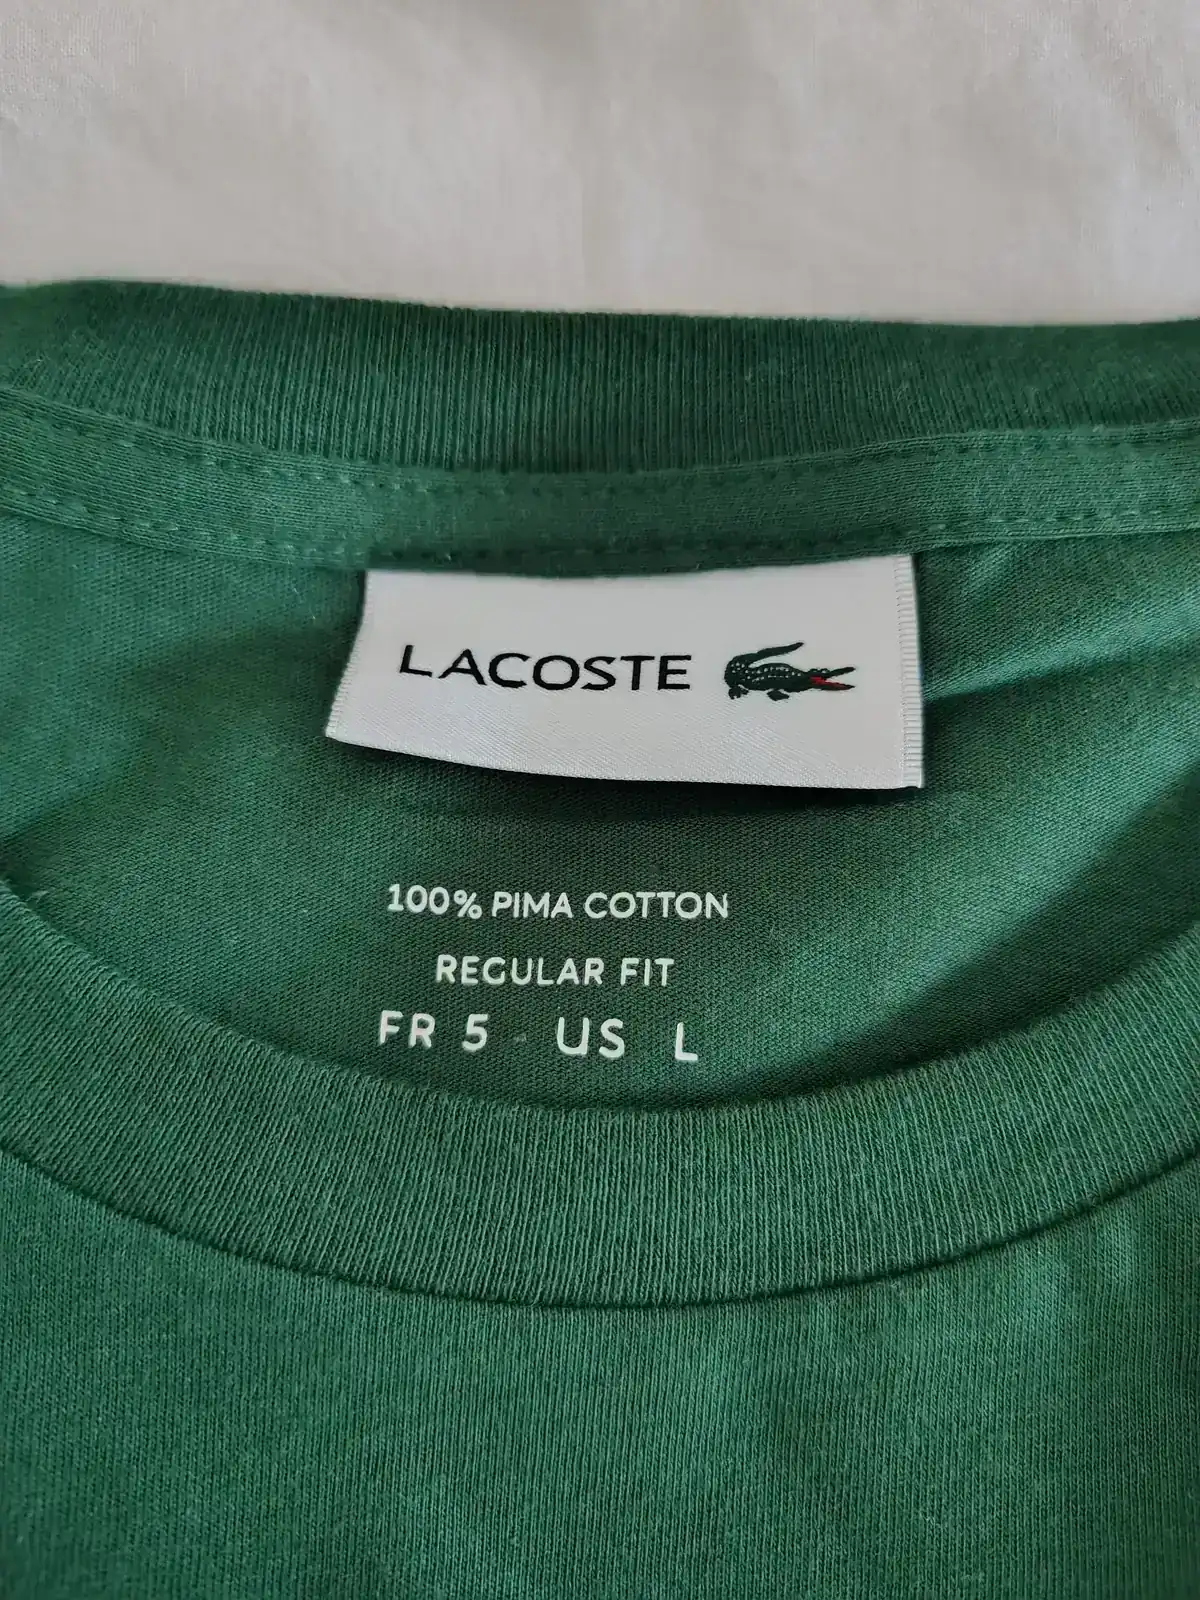 LACOSTE
100% PIMA COTTON
REGULAR FIT
FR 5 - US L